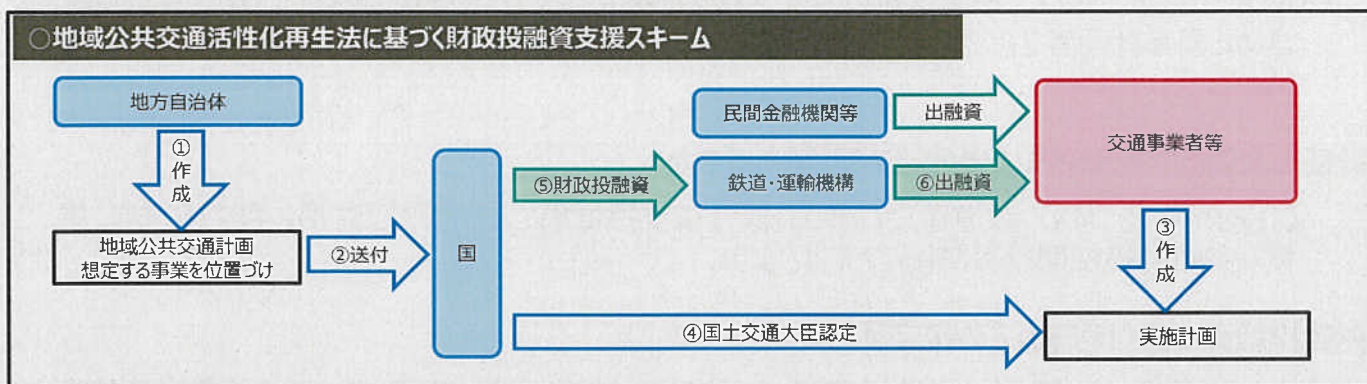 ○地域公共交通活性化再生法に基づく財政投融資支援スキーム
地方自治体
①
作
成
地域公共交通計画
想定する事業を位置づけ
②送付
国
⑤財政投融資
民間金融機関等
鉄道・運輸機構
出融資
⑥出融資
交通事業者等
③
作
成
④国土交通大臣認定
実施計画